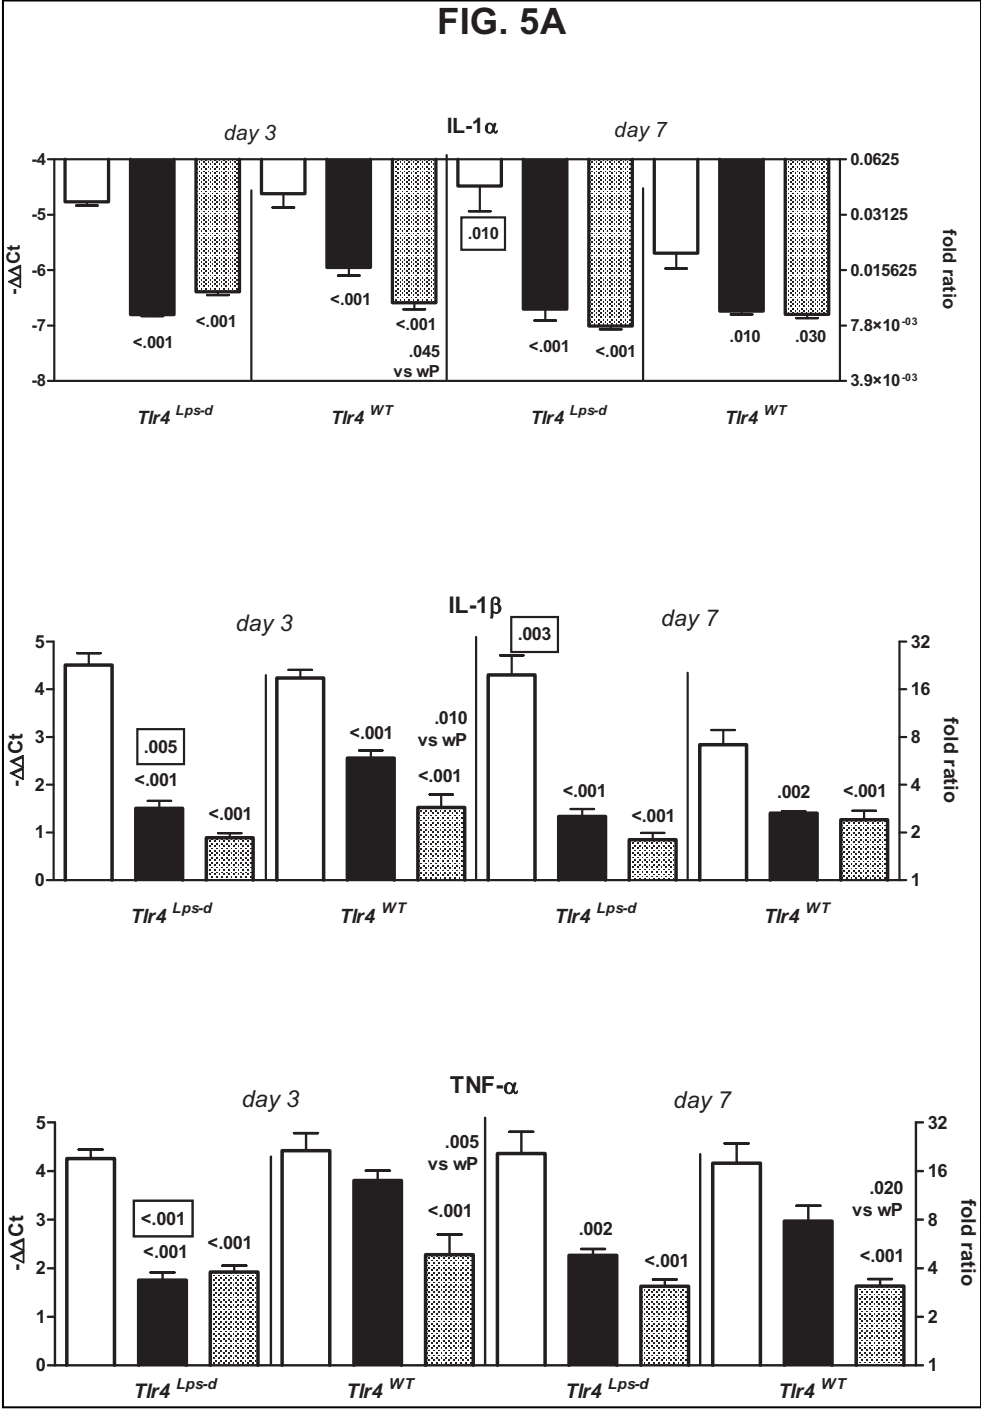 FIG. 5A
IL-1α
day 3
day 7
-4
-5
-6
-7
-8
-ΔΔCt
0.0625
0.03125
0.015625
7.8×10-03
3.9×10-03
fold ratio
<.001
<.001
<.001
<.001
.045
vs wP
.010
<.001
<.001
.010
.030
Tlr4 Lps-d
Tlr4 WT
Tlr4 Lps-d
Tlr4 WT
IL-1β
day 3
day 7
5
4
3
2
1
0
-ΔΔCt
32
16
8
4
2
1
fold ratio
.005
<.001
<.001
<.001
.010
vs wP
<.001
.003
<.001
<.001
.002
<.001
Tlr4 Lps-d
Tlr4 WT
Tlr4 Lps-d
Tlr4 WT
TNF-α
day 3
day 7
5
4
3
2
1
0
-ΔΔCt
32
16
8
4
2
1
fold ratio
<.001
<.001
<.001
.005
vs wP
<.001
.002
<.001
.020
vs wP
<.001
Tlr4 Lps-d
Tlr4 WT
Tlr4 Lps-d
Tlr4 WT